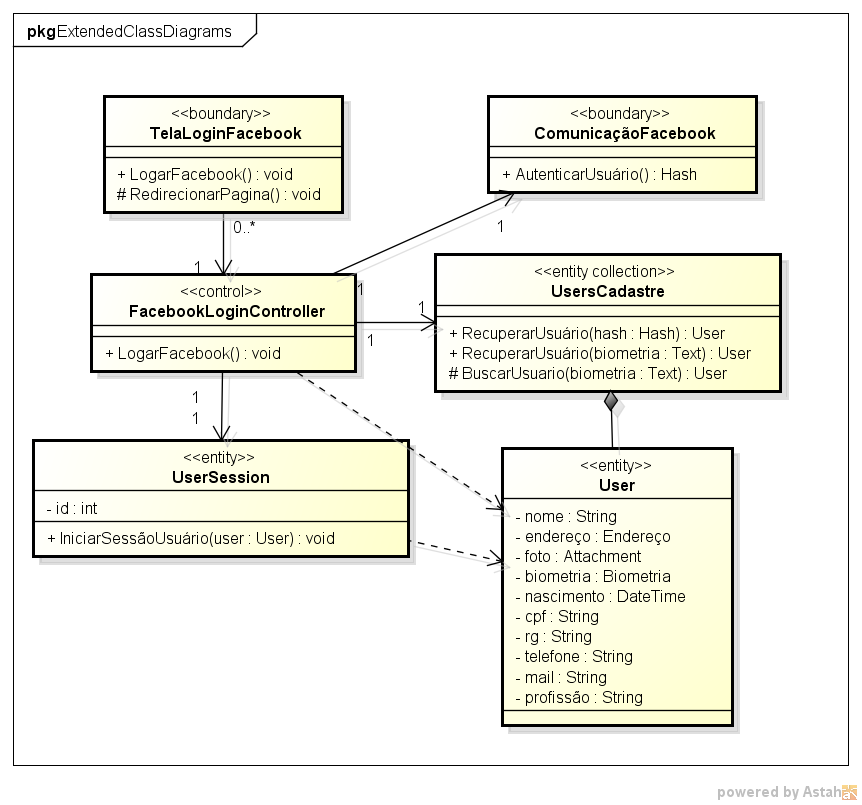 pkgExtendedClassDiagrams
<<boundary>>
TelaLoginFacebook
+ LogarFacebook() : void
# RedirecionarPagina() : void
<<boundary>>
ComunicaçãoFacebook
+ AutenticarUsuário() : Hash
0..*
1
1
1
<<control>>
FacebookLoginController
+ LogarFacebook() : void
1
1
<<entity collection>>
UsersCadastre
+ RecuperarUsuário(hash : Hash) : User
+ RecuperarUsuário(biometria : Text) : User
# BuscarUsuario(biometria : Text) : User
1
1
<<entity>>
UserSession
- id : int
+ IniciarSessãoUsuário(user : User) : void
<<entity>>
User
- nome : String
- endereço : Endereço
- foto : Attachment
- biometria : Biometria
- nascimento : DateTime
- cpf : String
- rg : String
- telefone : String
- mail : String
- profissão : String
powered by Astah